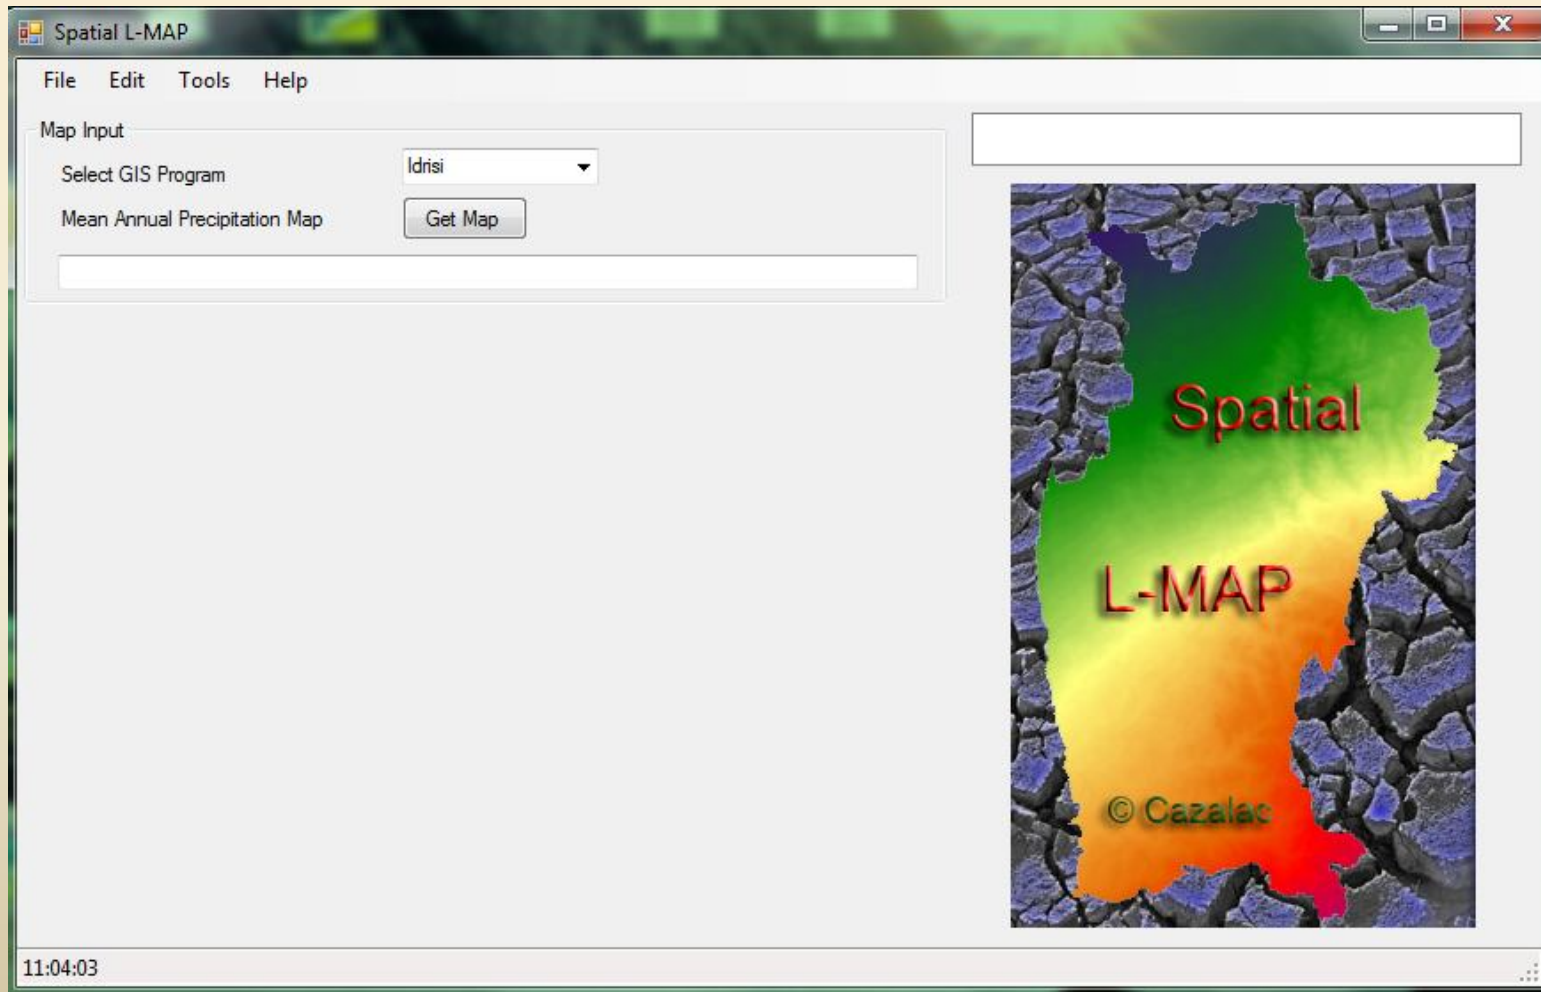 Spatial L-MAP
File Edit Tools Help
Map Input
Select GIS Program Idrisi
Mean Annual Precipitation Map Get Map
Spatial
L-MAP
© Cazalac
11:04:03